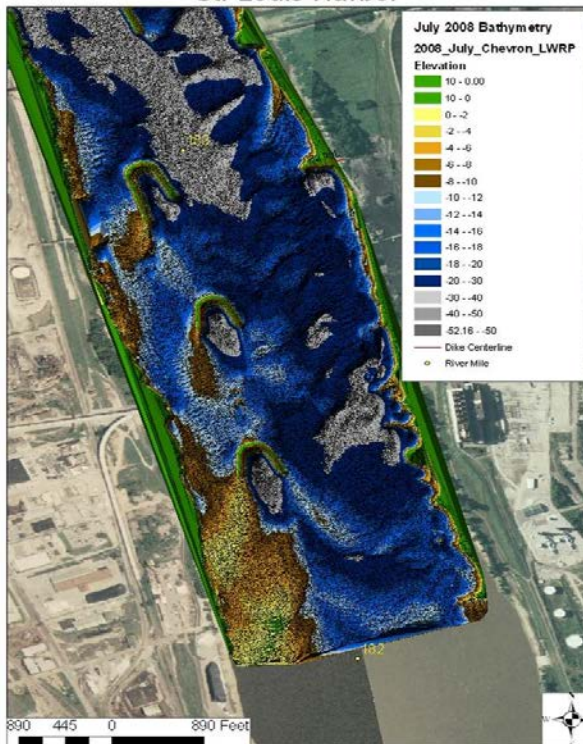 July 2008 Bathymetry
2008_July_Chevron_LWRP
Elevation
10 - 0.00
10 - 0
0 - -2
-2 - -4
-4 - -6
-6 - -8
-8 - -10
-10 - -12
-12 - -14
-14 - -16
-16 - -18
-18 - -20
-20 - -30
-30 - -40
-40 - -50
-52.16 - -50
Dike Centerline
River Mile
182
890 445 0 890 Feet